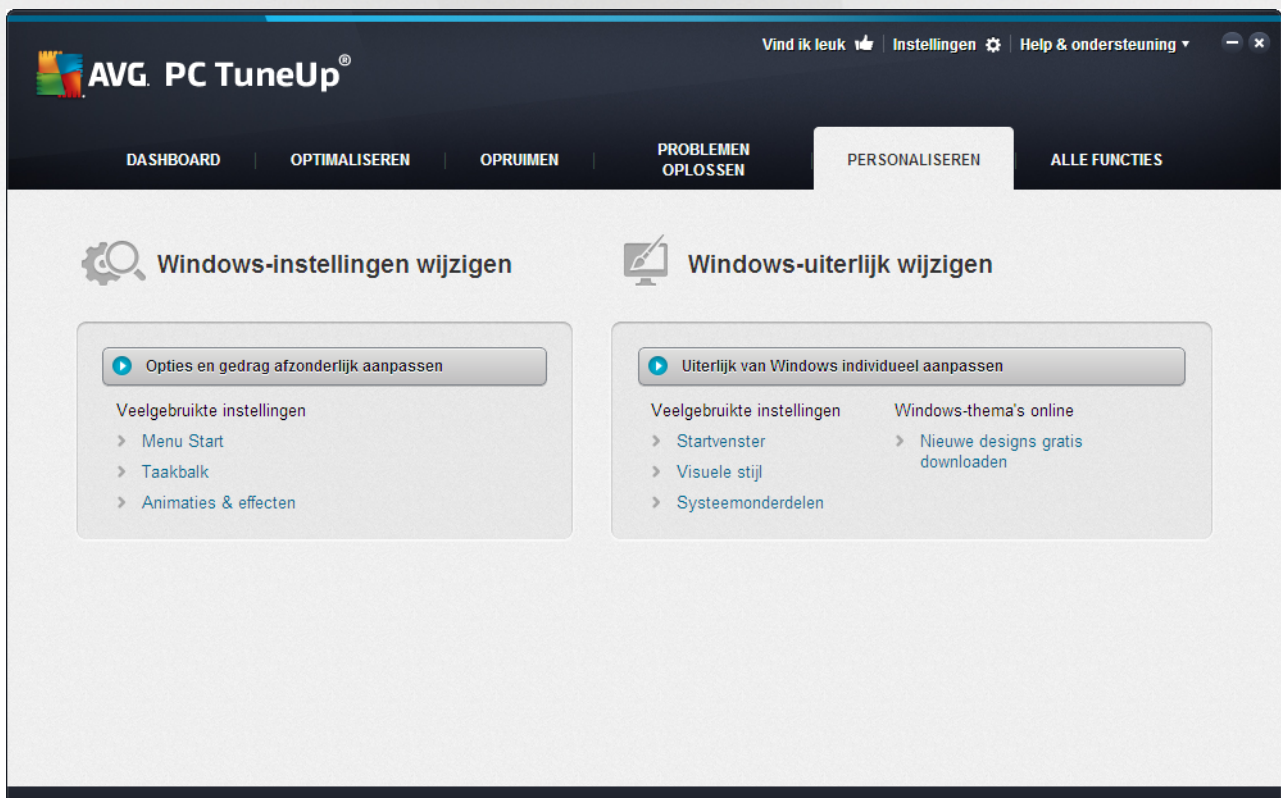 Vind ik leuk
Instellingen
Help & ondersteuning
AVG. PC TuneUp®
DASHBOARD
OPTIMALISEREN
OPRUIMEN
PROBLEMEN
OPLOSSEN
PERSONALISEREN
ALLE FUNCTIES
Windows-instellingen wijzigen
Opties en gedrag afzonderlijk aanpassen
Veelgebruikte instellingen
Menu Start
Taakbalk
Animaties & effecten
Windows-uiterlijk wijzigen
Uiterlijk van Windows individueel aanpassen
Veelgebruikte instellingen
Startvenster
Visuele stijl
Systeemonderdelen
Windows-thema's online
Nieuwe designs gratis
downloaden